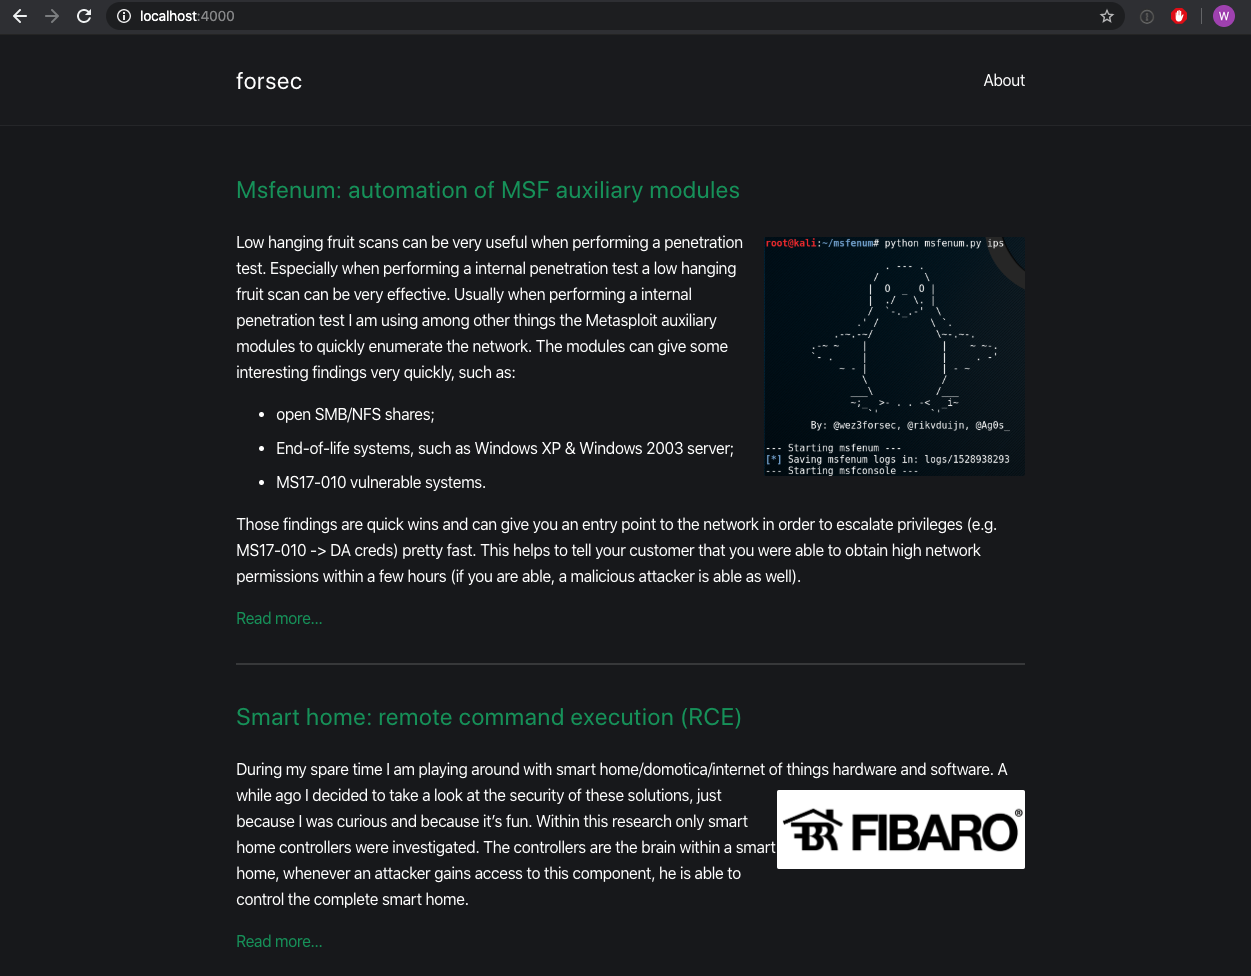 localhost:4000
W
forsec
About
Msfenum: automation of MSF auxiliary modules
Low hanging fruit scans can be very useful when performing a penetration
test. Especially when performing a internal penetration test a low hanging
fruit scan can be very effective. Usually when performing a internal
penetration test I am using among other things the Metasploit auxiliary
modules to quickly enumerate the network. The modules can give some
interesting findings very quickly, such as:
root@kali:~/msfenum# python msfenum.py ips
By: @wez3forsec, @rikvduijn, @Ag0s_
--- Starting msfenum ---
[*] Saving msfenum logs in: logs/1528938293
--- Starting msfconsole ---
• open SMB/NFS shares;
• End-of-life systems, such as Windows XP & Windows 2003 server;
• MS17-010 vulnerable systems.
Those findings are quick wins and can give you an entry point to the network in order to escalate privileges (e.g.
MS17-010 -> DA creds) pretty fast. This helps to tell your customer that you were able to obtain high network
permissions within a few hours (if you are able, a malicious attacker is able as well).
Read more...
Smart home: remote command execution (RCE)
During my spare time I am playing around with smart home/domotica/internet of things hardware and software. A
while ago I decided to take a look at the security of these solutions, just
because I was curious and because it's fun. Within this research only smart
home controllers were investigated. The controllers are the brain within a smart
home, whenever an attacker gains access to this component, he is able to
control the complete smart home.
FIBARO®
Read more...